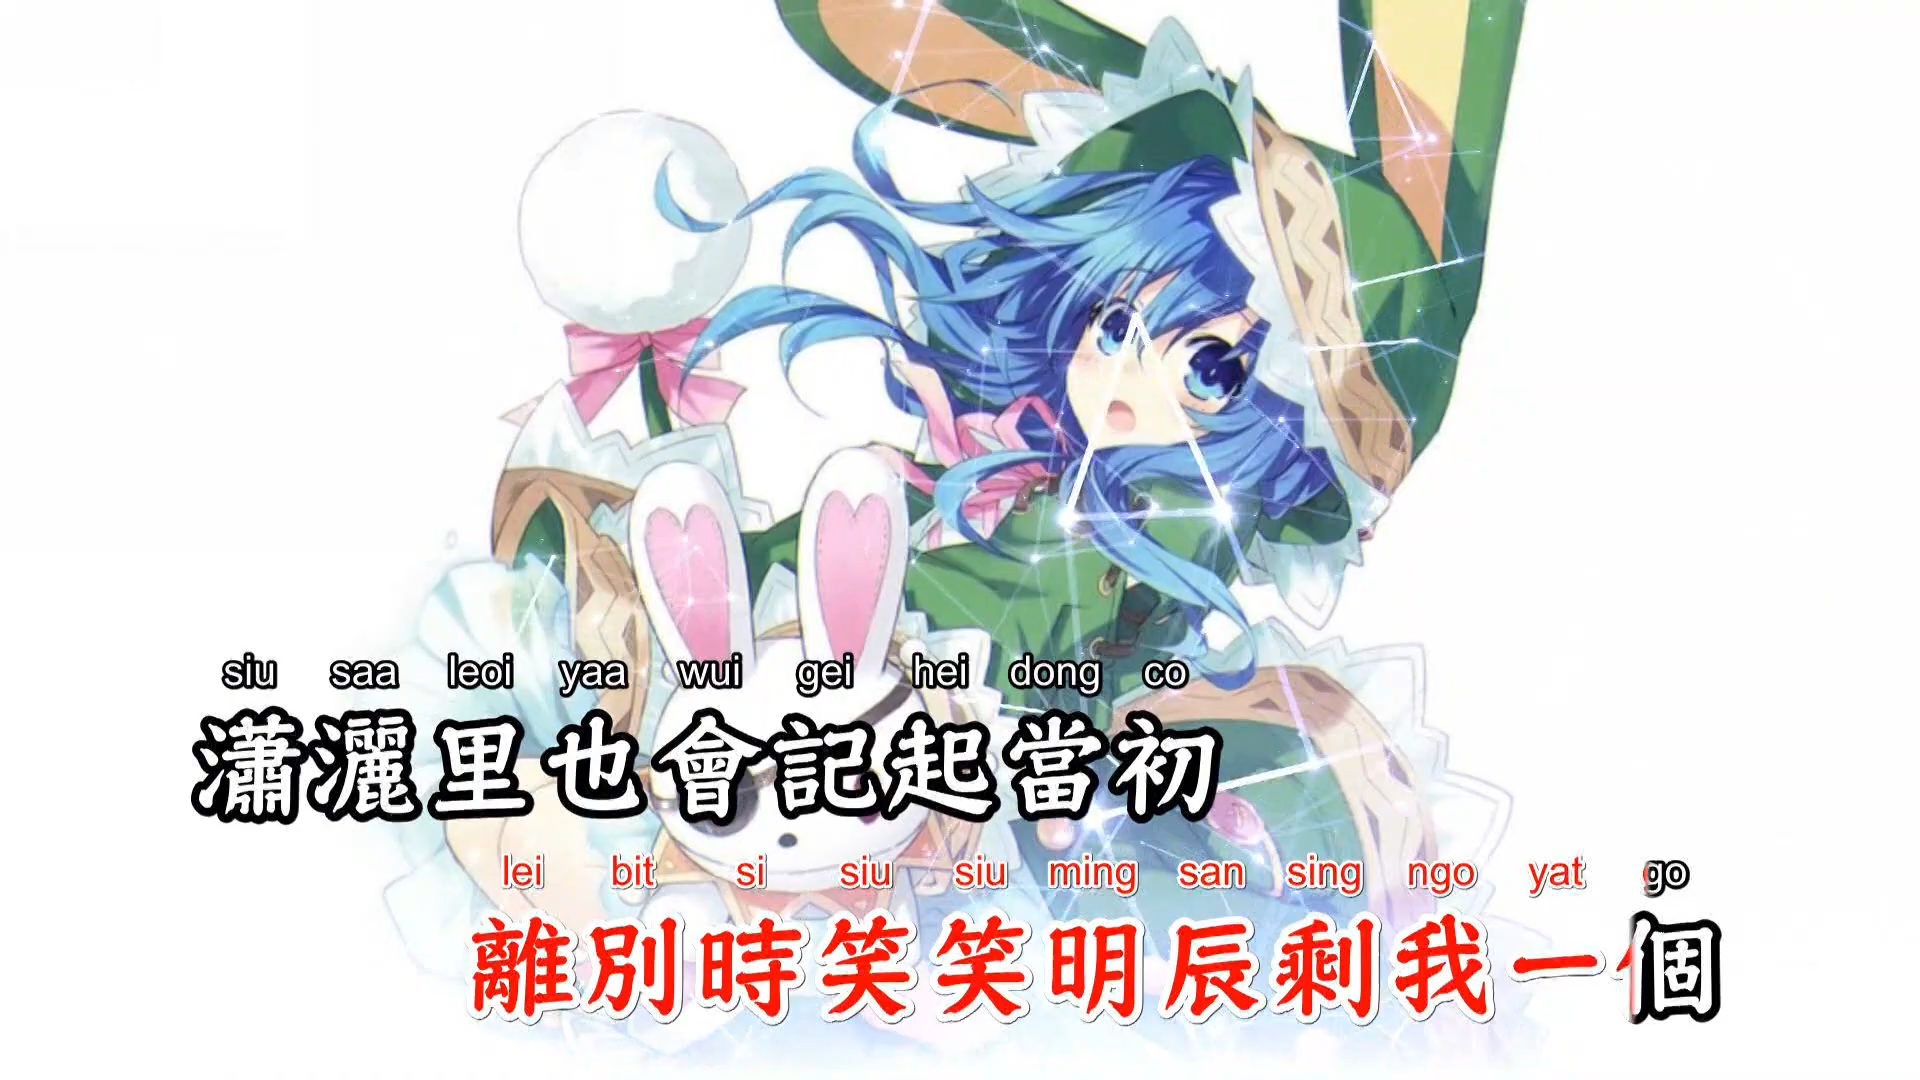 siu saa leoi yaa wui gei hei dong co
瀟灑里也會記起當初
lei bit si siu siu ming san sing ngo yat go
離別時笑笑明辰剩我一個